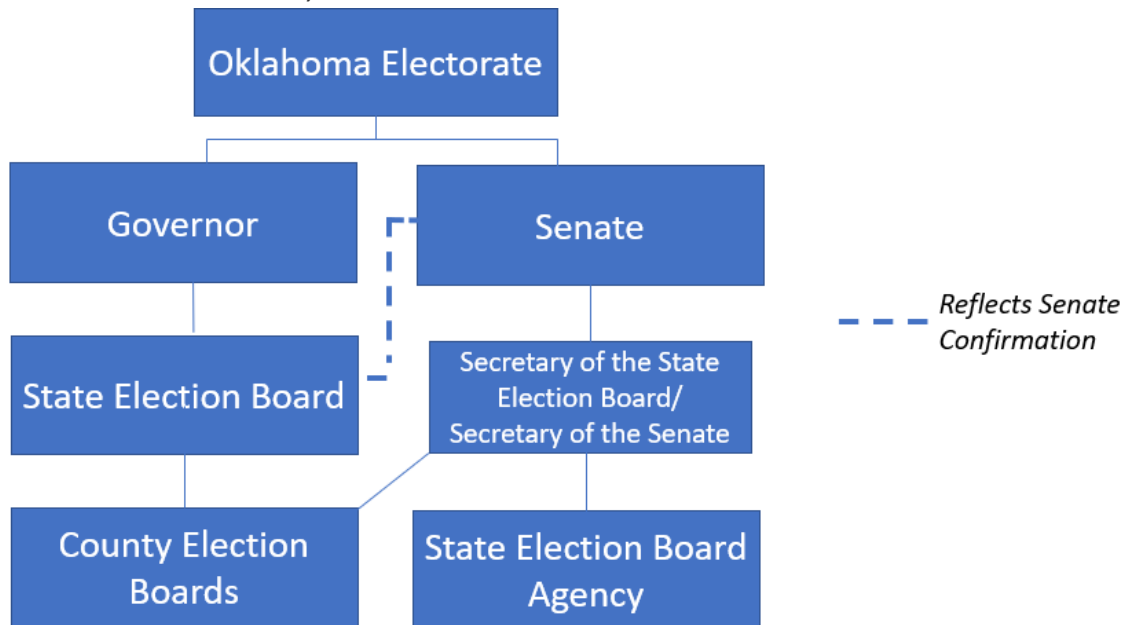 Oklahoma Electorate
Governor
Senate
Reflects Senate
Confirmation
State Election Board
Secretary of the State
Election Board/
Secretary of the Senate
County Election
Boards
State Election Board
Agency